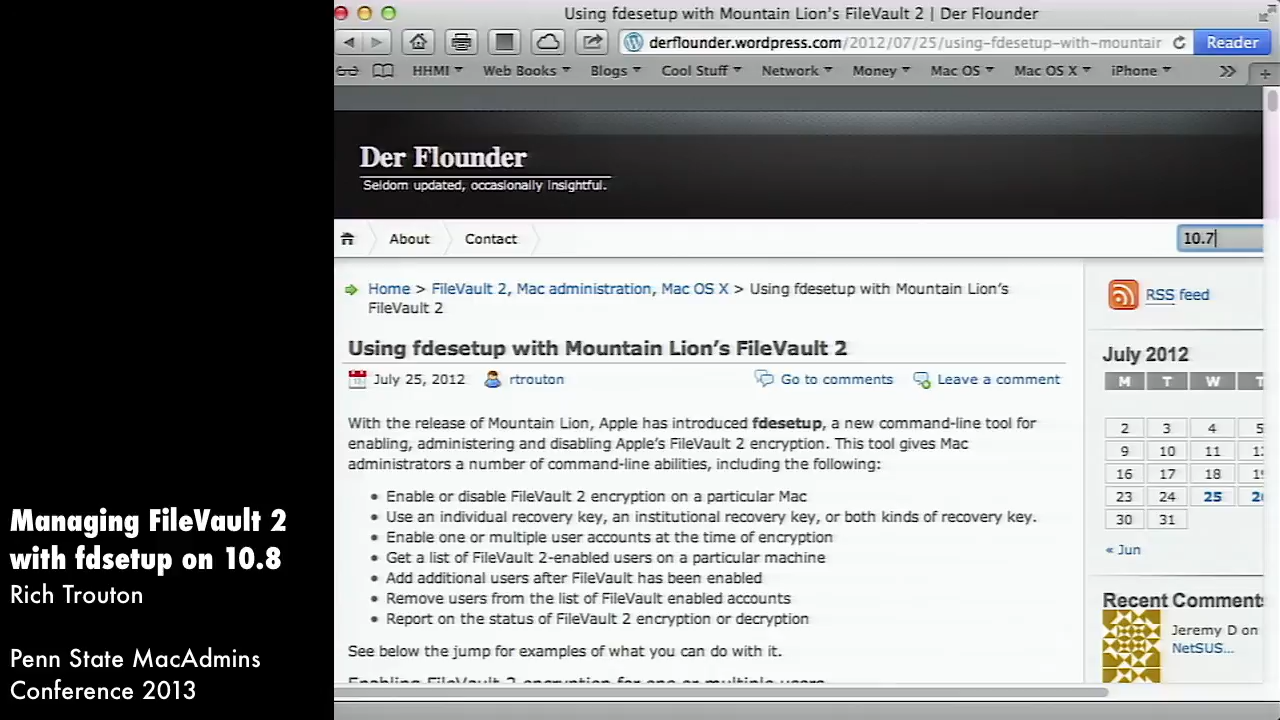 Using fdesetup with Mountain Lion's FileVault 2 | Der Flounder
derflounder.wordpress.com/2012/07/25/using-fdesetup-with-mountair
Reader
HHMI Web Books Blogs Cool Stuff Network Money Mac OS Mac OS X iPhone
Der Flounder
Seldom updated, occasionally insightful.
About Contact
10.7
Home > FileVault 2, Mac administration, Mac OS X > Using fdesetup with Mountain Lion's
FileVault 2
Using fdesetup with Mountain Lion's FileVault 2
July 25, 2012 rtrouton Go to comments Leave a comment
With the release of Mountain Lion, Apple has introduced fdesetup, a new command-line tool for
enabling, administering and disabling Apple's FileVault 2 encryption. This tool gives Mac
administrators a number of command-line abilities, including the following:
• Enable or disable FileVault 2 encryption on a particular Mac
• Use an individual recovery key, an institutional recovery key, or both kinds of recovery key.
• Enable one or multiple user accounts at the time of encryption
• Get a list of FileVault 2-enabled users on a particular machine
• Add additional users after FileVault has been enabled
• Remove users from the list of FileVault enabled accounts
• Report on the status of FileVault 2 encryption or decryption
See below the jump for examples of what you can do with it.
Enabling FileVault 2 encryption for one or multiple users
RSS feed
July 2012
M T W T
2 3 4 5
9 10 11
16 17 18
23 24 25
30 31
« Jun
Recent Comments
Jeremy D on
NetSUS...
Managing FileVault 2
with fdsetup on 10.8
Rich Trouton
Penn State MacAdmins
Conference 2013